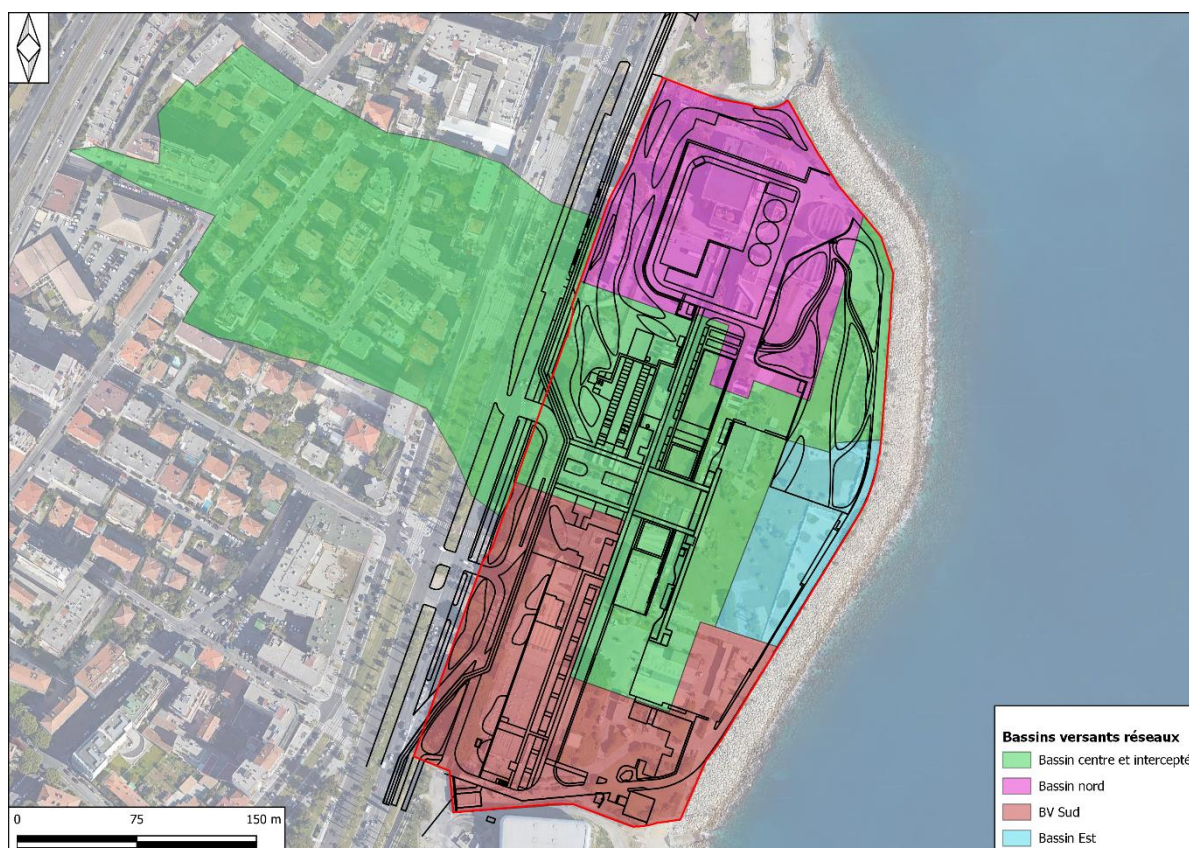 0 75 150 m
Bassins versants réseaux
Bassin centre et intercepté
Bassin nord
BV Sud
Bassin Est